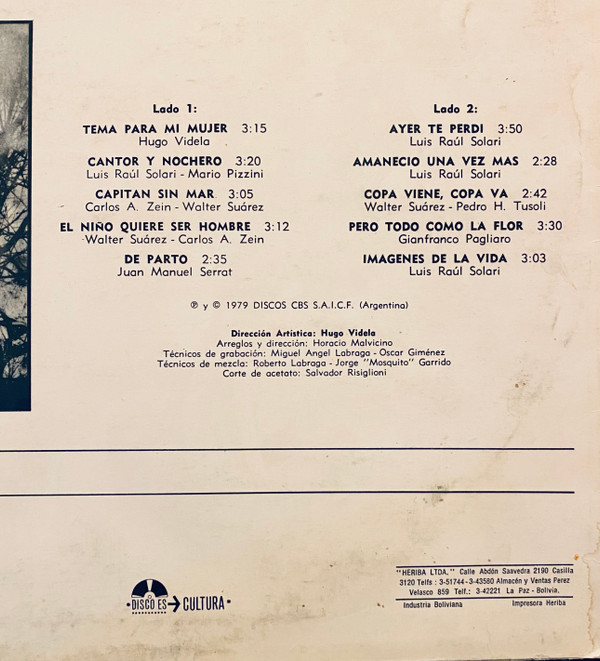 Lado 1:
TEMA PARA MI MUJER 3:15
Hugo Videla
CANTOR Y NOCHERO 3:20
Luis Raúl Solari - Mario Pizzini
CAPITAN SIN MAR 3:05
Carlos A. Zein - Walter Suárez
EL NIÑO QUIERE SER HOMBRE 3:12
Walter Suárez - Carlos A. Zein
DE PARTO 2:35
Juan Manuel Serrat
Lado 2:
AYER TE PERDI 3:50
Luis Raúl Solari
AMANECIO UNA VEZ MAS 2:28
Luis Raúl Solari
COPA VIENE, COPA VA 2:42
Walter Suárez - Pedro H. Tusoli
PERO TODO COMO LA FLOR 3:30
Gianfranco Pagliaro
IMAGENES DE LA VIDA 3:03
Luis Raúl Solari
℗ y © 1979 DISCOS CBS S.A.I.C.F. (Argentina)
Dirección Artística: Hugo Videla
Arreglos y dirección: Horacio Malvicino
Técnicos de grabación: Miguel Angel Labraga - Oscar Giménez
Técnicos de mezcla: Roberto Labraga - Jorge "Mosquito" Garrido
Corte de acetato: Salvador Risiglioni
DISCO ES CULTURA
"HERIBA LTDA." Calle Abdón Saavedra 2190 Casilla
3120 Telfs : 3-51744 - 3-43580 Almacén y Ventas Perez
Velasco 859 Telf.: 3-42221 La Paz - Bolivia.
Industria Boliviana Impresora Heriba